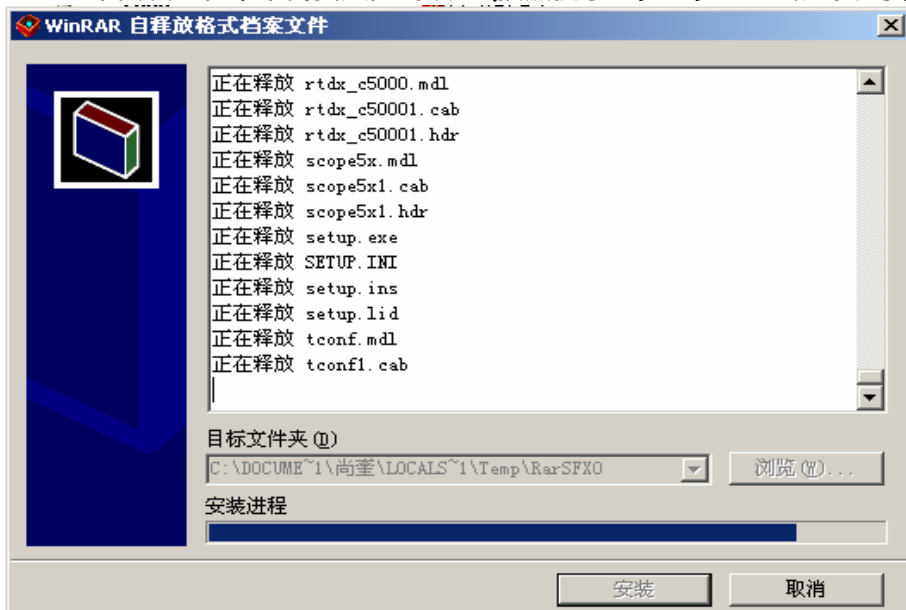 WinRAR 自释放格式档案文件
正在释放 rtdx_c5000.mdl
正在释放 rtdx_c50001.cab
正在释放 rtdx_c50001.hdr
正在释放 scope5x.mdl
正在释放 scope5x1.cab
正在释放 scope5x1.hdr
正在释放 setup.exe
正在释放 SETUP.INI
正在释放 setup.ins
正在释放 setup.lid
正在释放 tconf.mdl
正在释放 tconf1.cab
目标文件夹(D)
C:\DOCUME~1\尚奎\LOCALS~1\Temp\RarSFX0
浏览(W)...
安装进程
安装
取消